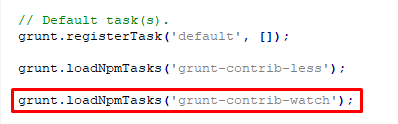 // Default task(s).
grunt.registerTask('default', []);
grunt.loadNpmTasks('grunt-contrib-less');
grunt.loadNpmTasks('grunt-contrib-watch');